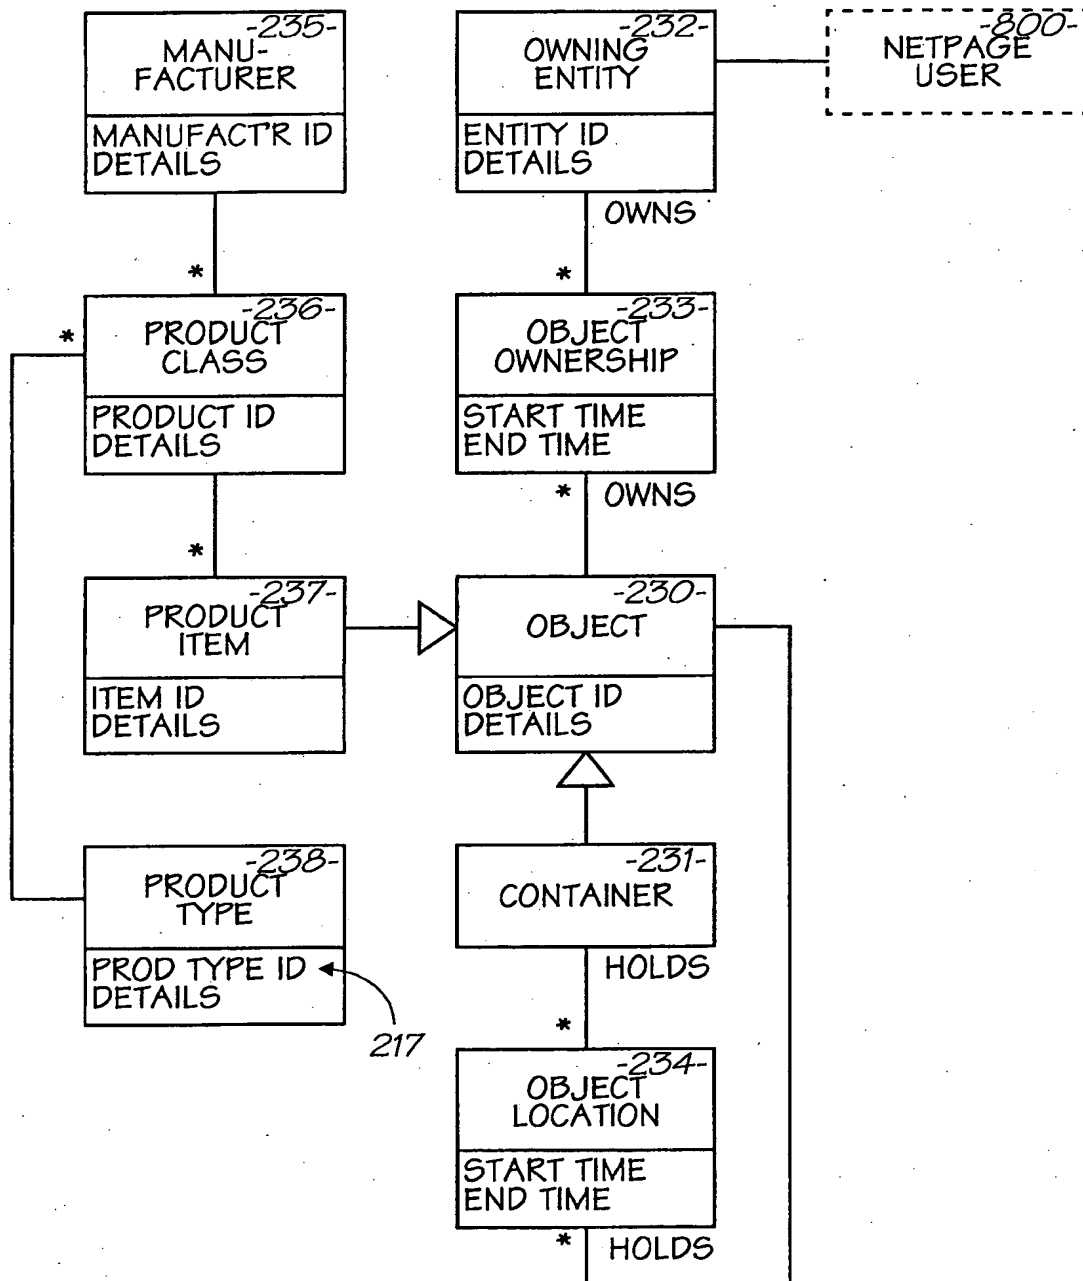 -235-
MANU-
FACTURER
MANUFACT'R ID
DETAILS
*
-232-
OWNING
ENTITY
ENTITY ID
DETAILS
OWNS
*
-800-
NETPAGE
USER
*
-236-
PRODUCT
CLASS
PRODUCT ID
DETAILS
*
-233-
OBJECT
OWNERSHIP
START TIME
END TIME
* OWNS
-237-
PRODUCT
ITEM
ITEM ID
DETAILS
-230-
OBJECT
OBJECT ID
DETAILS
-238-
PRODUCT
TYPE
PROD TYPE ID
DETAILS
217
-231-
CONTAINER
HOLDS
*
-234-
OBJECT
LOCATION
START TIME
END TIME
* HOLDS